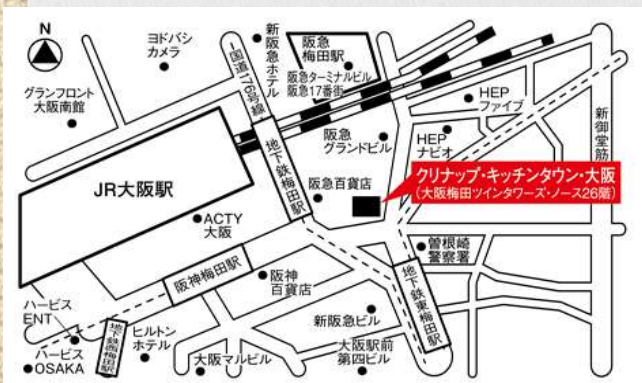 N
ヨドバシ
カメラ
新阪急ホテル
国道176号線
阪急
梅田駅
阪急ターミナルビル
阪急17番街
グランフロント
大阪南館
HEP
ファイブ
新御堂筋
地下鉄梅田駅
阪急
グランドビル
HEP
ナビオ
JR大阪駅
阪急百貨店
クリナップ・キッチンタウン・大阪
(大阪梅田ツインタワーズ・ノース26階)
ACTY
大阪
曽根崎
警察署
阪神梅田駅
阪神
百貨店
地下鉄東梅田駅
ハービス
ENT
地下鉄西梅田駅
ヒルトン
ホテル
新阪急ビル
ハービス
OSAKA
大阪マルビル
大阪駅前
第四ビル